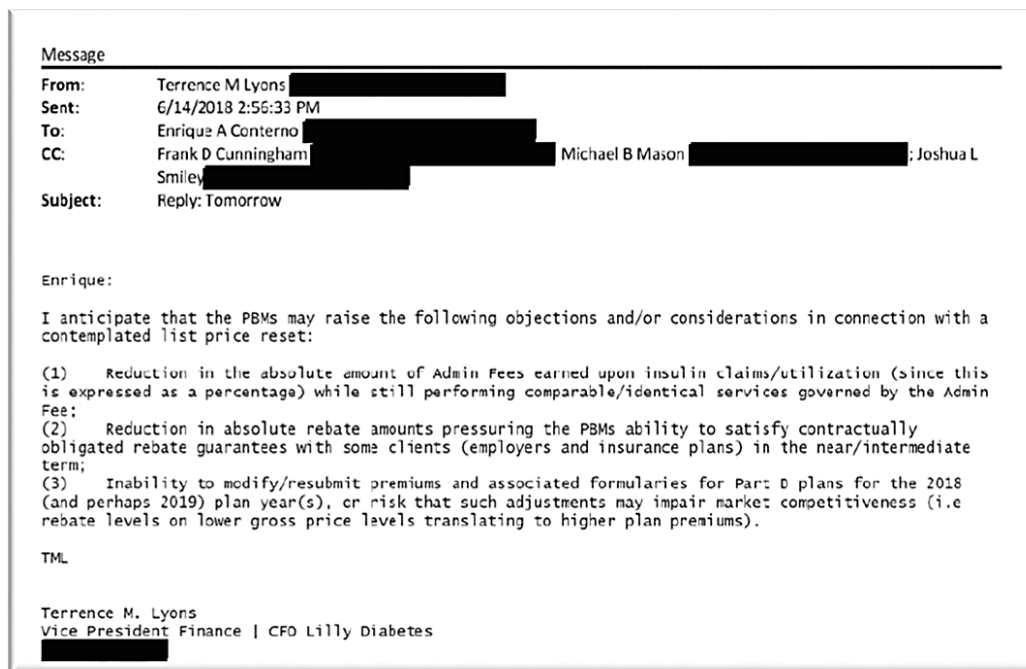 Message
From: Terrence M Lyons
Sent: 6/14/2018 2:56:33 PM
To: Enrique A Conterno
CC: Frank D Cunningham Michael B Mason ; Joshua L
Smiley
Subject: Reply: Tomorrow
Enrique:
I anticipate that the PBMs may raise the following objections and/or considerations in connection with a
contemplated list price reset:
(1) Reduction in the absolute amount of Admin Fees earned upon insulin claims/utilization (since this
is expressed as a percentage) while still performing comparable/identical services governed by the Admin
Fee;
(2) Reduction in absolute rebate amounts pressuring the PBMs ability to satisfy contractually
obligated rebate guarantees with some clients (employers and insurance plans) in the near/intermediate
term;
(3) Inability to modify/resubmit premiums and associated formularies for Part D plans for the 2018
(and perhaps 2019) plan year(s), or risk that such adjustments may impair market competitiveness (i.e
rebate levels on lower gross price levels translating to higher plan premiums).
TML
Terrence M. Lyons
Vice President Finance | CFO Lilly Diabetes